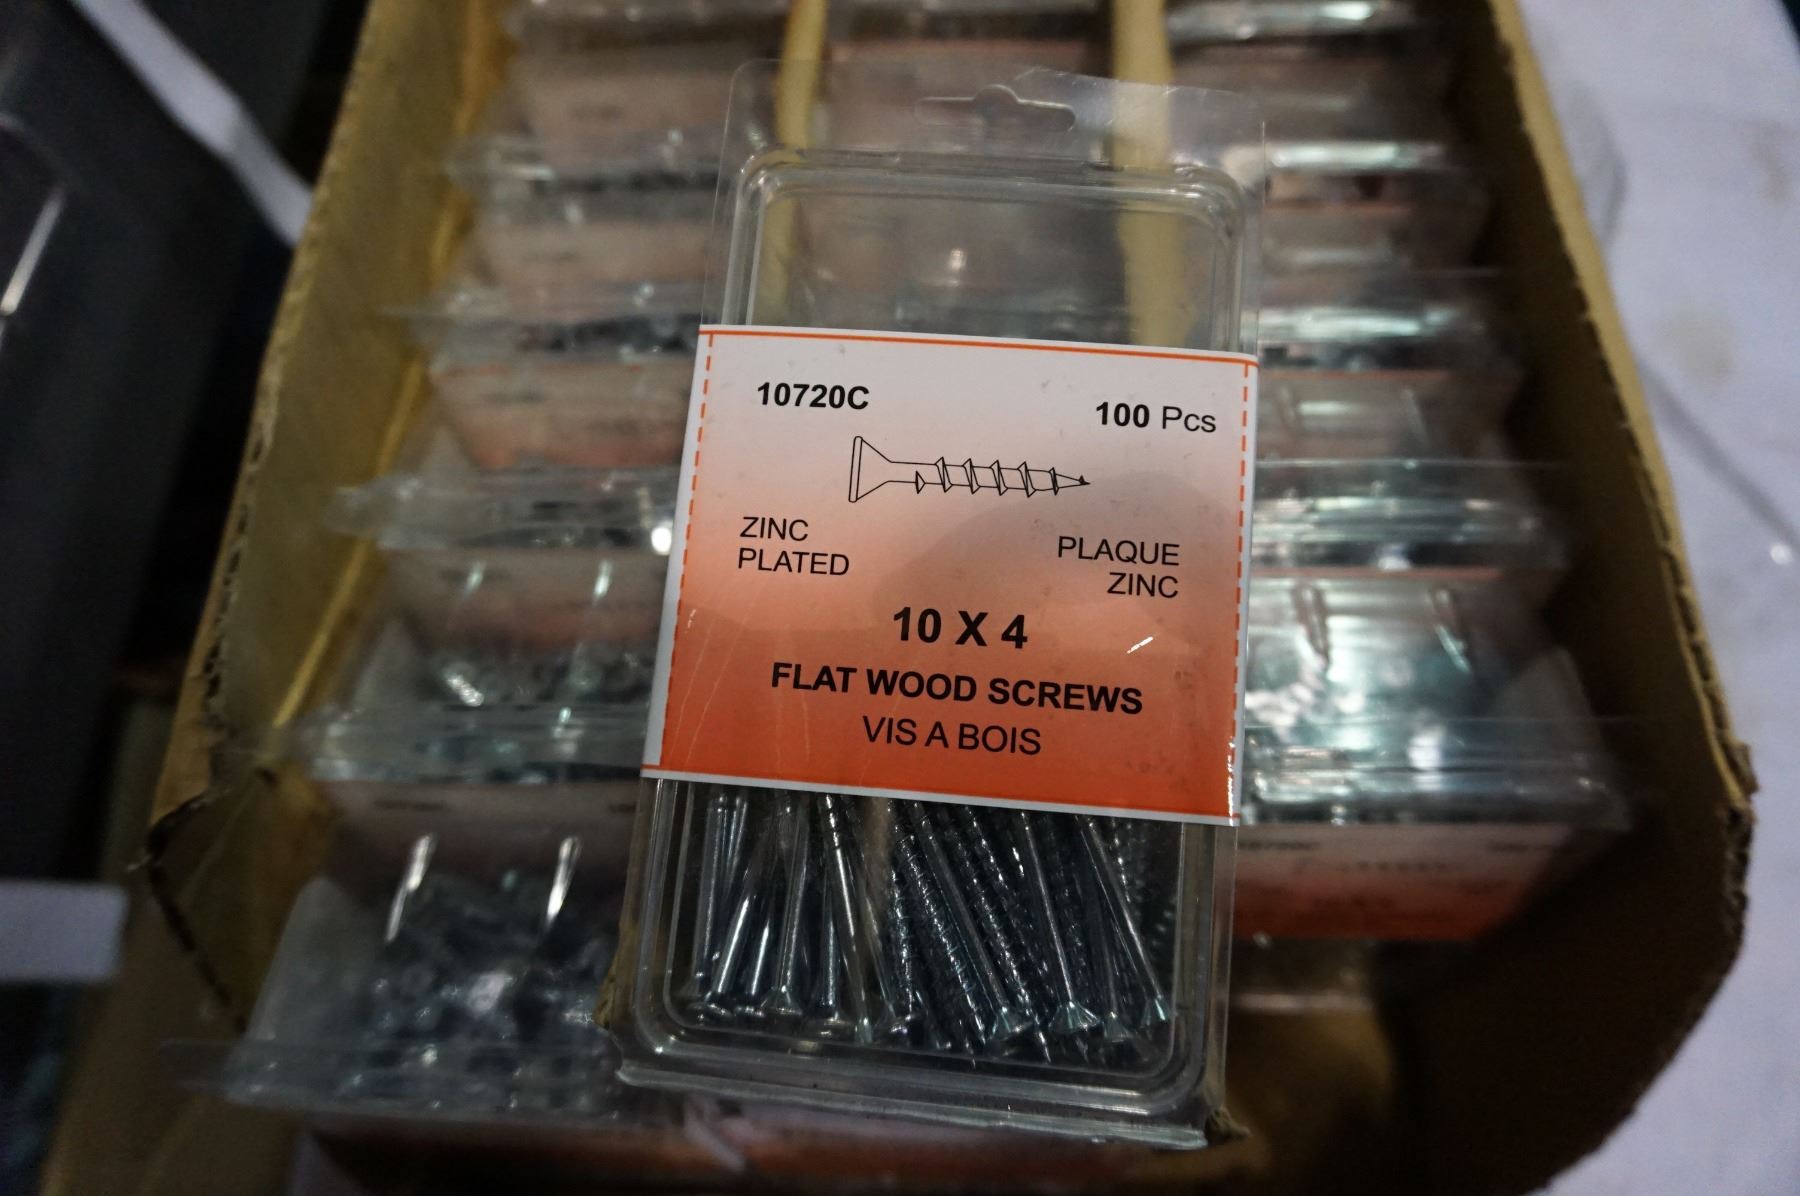 10720C
100 Pcs
ZINC
PLATED
PLAQUE
ZINC
10 X 4
FLAT WOOD SCREWS
VIS A BOIS